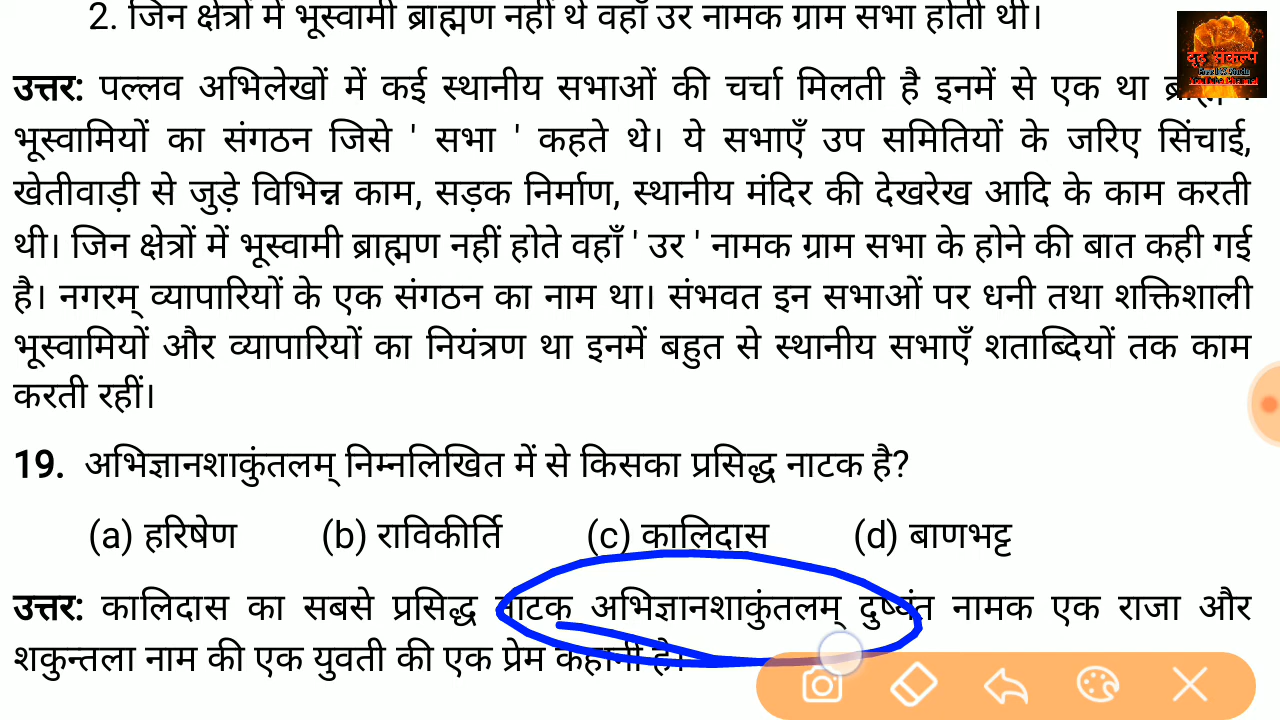 2. जिन क्षेत्रों में भूस्वामी ब्राह्मण नहीं थे वहाँ उर नामक ग्राम सभा होती थी।
दृढ़ संकल्प
उत्तर: पल्लव अभिलेखों में कई स्थानीय सभाओं की चर्चा मिलती है इनमें से एक था
भूस्वामियों का संगठन जिसे ' सभा ' कहते थे। ये सभाएँ उप समितियों के जरिए सिंचाई,
खेतीवाड़ी से जुड़े विभिन्न काम, सड़क निर्माण, स्थानीय मंदिर की देखरेख आदि के काम करती
थी। जिन क्षेत्रों में भूस्वामी ब्राह्मण नहीं होते वहाँ ' उर ' नामक ग्राम सभा के होने की बात कही गई
है। नगरम् व्यापारियों के एक संगठन का नाम था। संभवत इन सभाओं पर धनी तथा शक्तिशाली
भूस्वामियों और व्यापारियों का नियंत्रण था इनमें बहुत से स्थानीय सभाएँ शताब्दियों तक काम
करती रहीं।
19. अभिज्ञानशाकुंतलम् निम्नलिखित में से किसका प्रसिद्ध नाटक है?
(a) हरिषेण (b) राविकीर्ति (c) कालिदास (d) बाणभट्ट
उत्तर: कालिदास का सबसे प्रसिद्ध नाटक अभिज्ञानशाकुंतलम् दुष्यंत नामक एक राजा और
शकुन्तला नाम की एक युवती की एक प्रेम कहानी है।